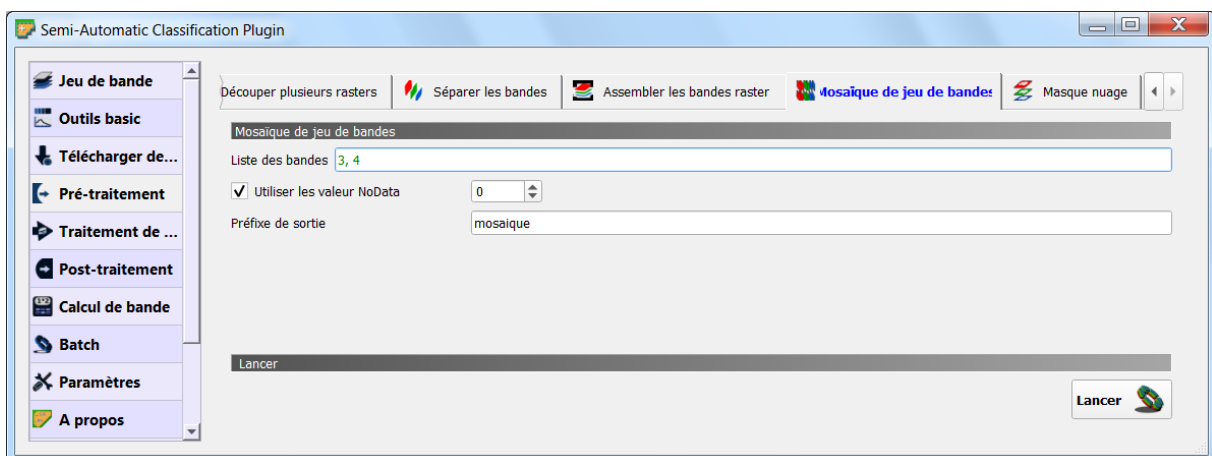 Semi-Automatic Classification Plugin
Jeu de bande
Outils basic
Télécharger de...
Pré-traitement
Traitement de ...
Post-traitement
Calcul de bande
Batch
Paramètres
A propos
Découper plusieurs rasters
Séparer les bandes
Assembler les bandes raster
Mosaïque de jeu de bandes
Masque nuage
Mosaïque de jeu de bandes
Liste des bandes 3, 4
Utiliser les valeur NoData 0
Préfixe de sortie mosaique
Lancer
Lancer